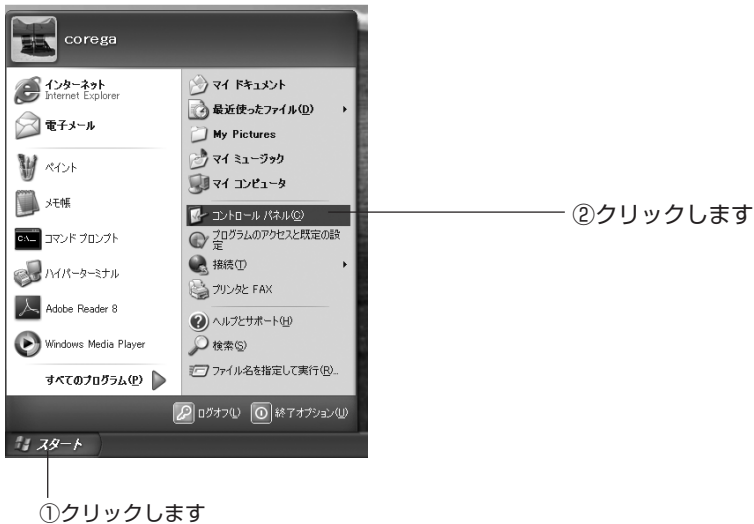 corega
インターネット
Internet Explorer
電子メール
ペイント
メモ帳
C:\_
コマンド プロンプト
ハイパーターミナル
Adobe Reader 8
Windows Media Player
すべてのプログラム(P)
マイ ドキュメント
最近使ったファイル(D)
My Pictures
マイ ミュージック
マイ コンピュータ
コントロール パネル(C)
プログラムのアクセスと既定の設
定
接続(T)
プリンタと FAX
ヘルプとサポート(H)
検索(S)
ファイル名を指定して実行(R)...
ログオフ(L)
終了オプション(U)
スタート
②クリックします
①クリックします